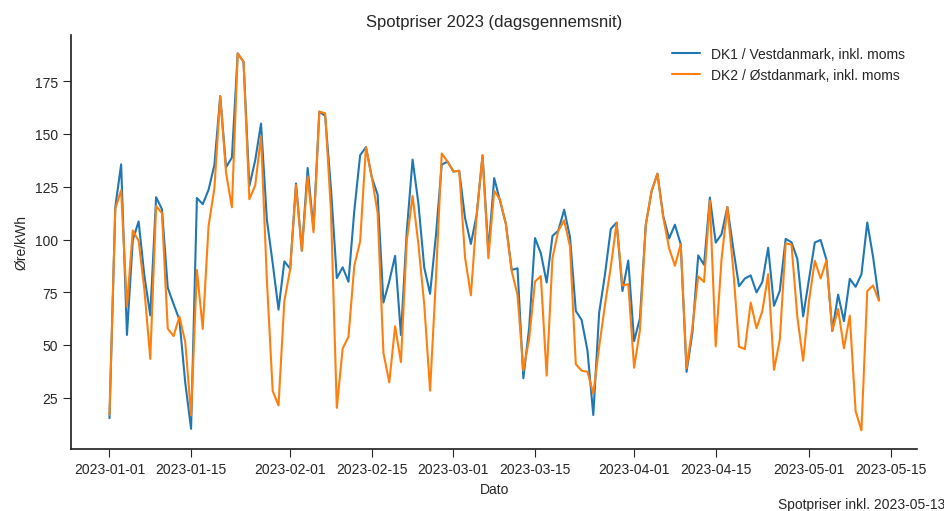 Spotpriser 2023 (dagsgennemsnit)
DK1 / Vestdanmark, inkl. moms
DK2 / Østdanmark, inkl. moms
175
150
125
100
75
50
25
Øre/kWh
2023-01-01 2023-01-15 2023-02-01 2023-02-15 2023-03-01 2023-03-15 2023-04-01 2023-04-15 2023-05-01 2023-05-15
Dato
Spotpriser inkl. 2023-05-13